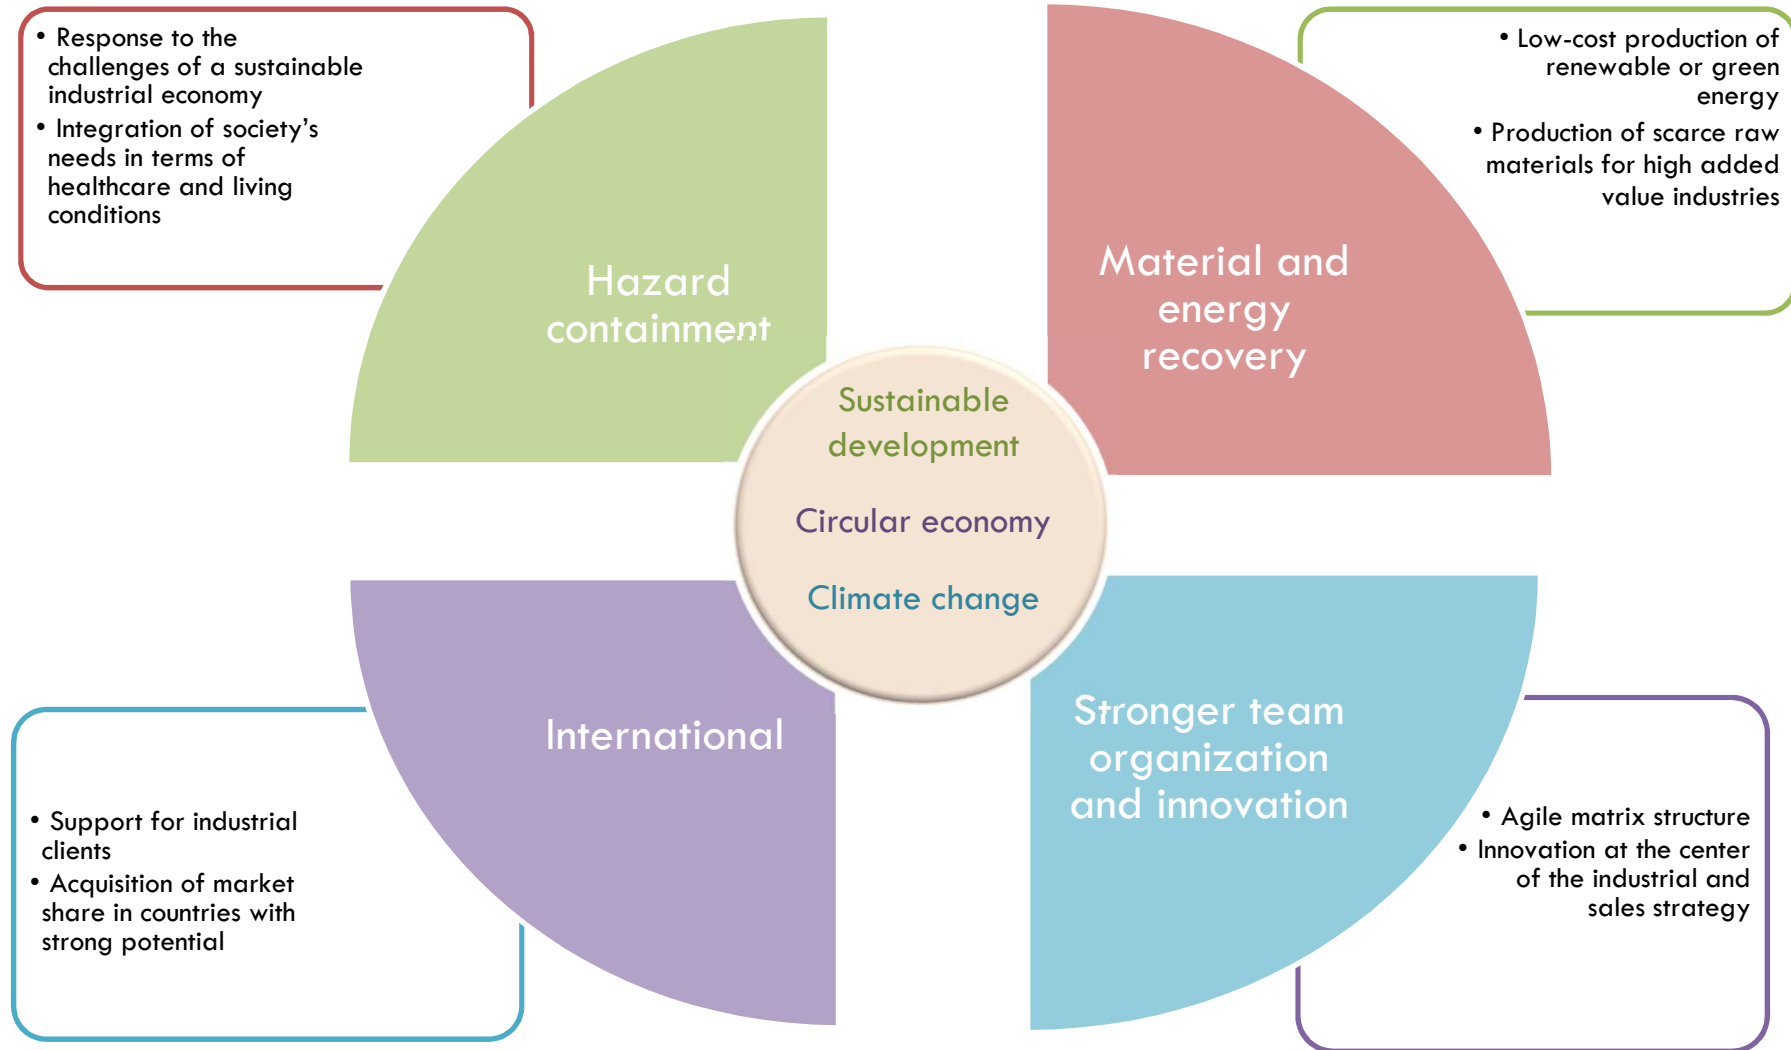 • Response to the
challenges of a sustainable
industrial economy
• Integration of society’s
needs in terms of
healthcare and living
conditions
Hazard
containment
Material and
energy
recovery
• Low-cost production of
renewable or green
energy
• Production of scarce raw
materials for high added
value industries
Sustainable
development
Circular economy
Climate change
• Support for industrial
clients
• Acquisition of market
share in countries with
strong potential
International
Stronger team
organization
and innovation
• Agile matrix structure
• Innovation at the center
of the industrial and
sales strategy